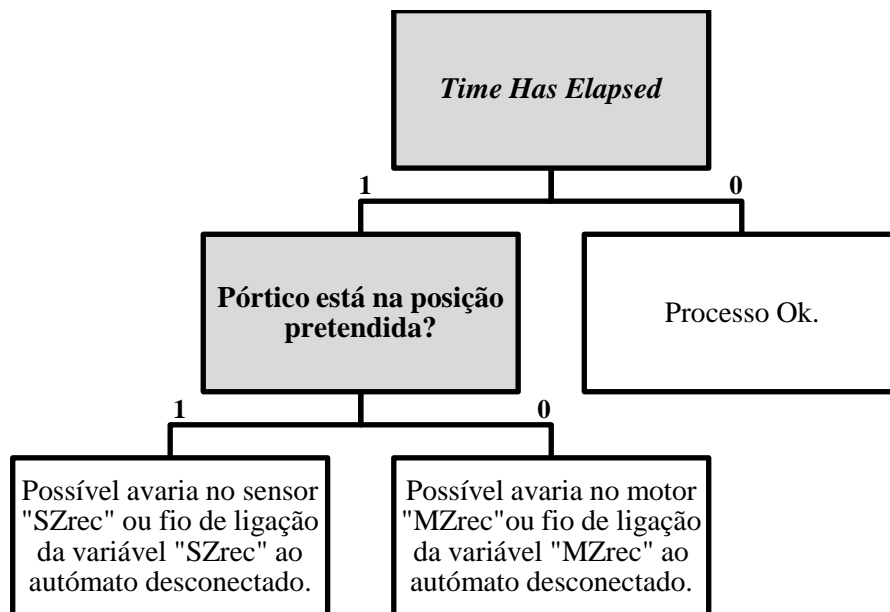 Time Has Elapsed
1
0
Pórtico está na posição
pretendida?
Processo Ok.
1
0
Possível avaria no sensor
"SZrec" ou fio de ligação
da variável "SZrec" ao
autómato desconectado.
Possível avaria no motor
"MZrec"ou fio de ligação
da variável "MZrec" ao
autómato desconectado.